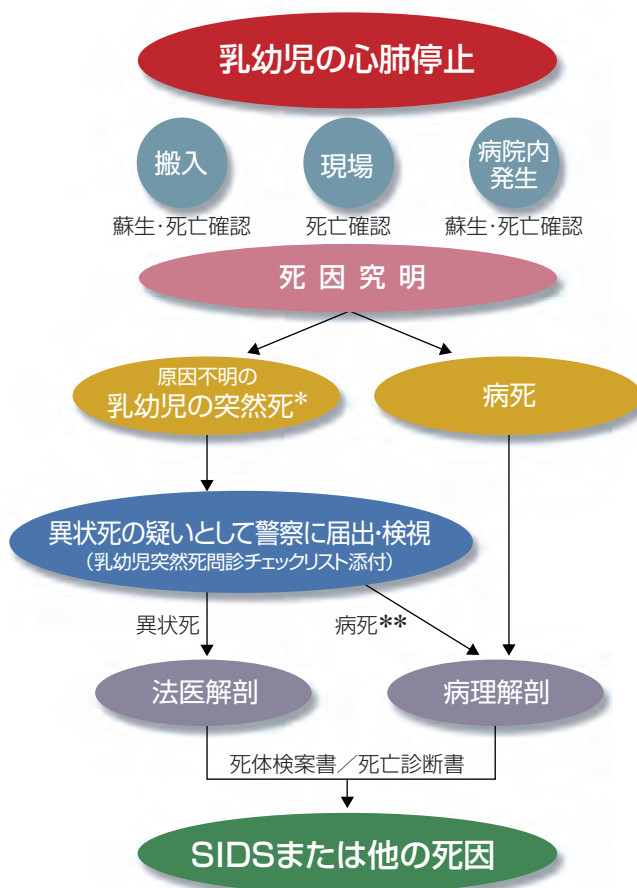 乳幼児の心肺停止
搬入
現場
病院内
発生
蘇生・死亡確認
死亡確認
蘇生・死亡確認
死因究明
原因不明の
乳幼児の突然死*
病死
異状死の疑いとして警察に届出・検視
(乳幼児突然死問診チェックリスト添付)
異状死
病死**
法医解剖
病理解剖
死体検案書/死亡診断書
SIDSまたは他の死因